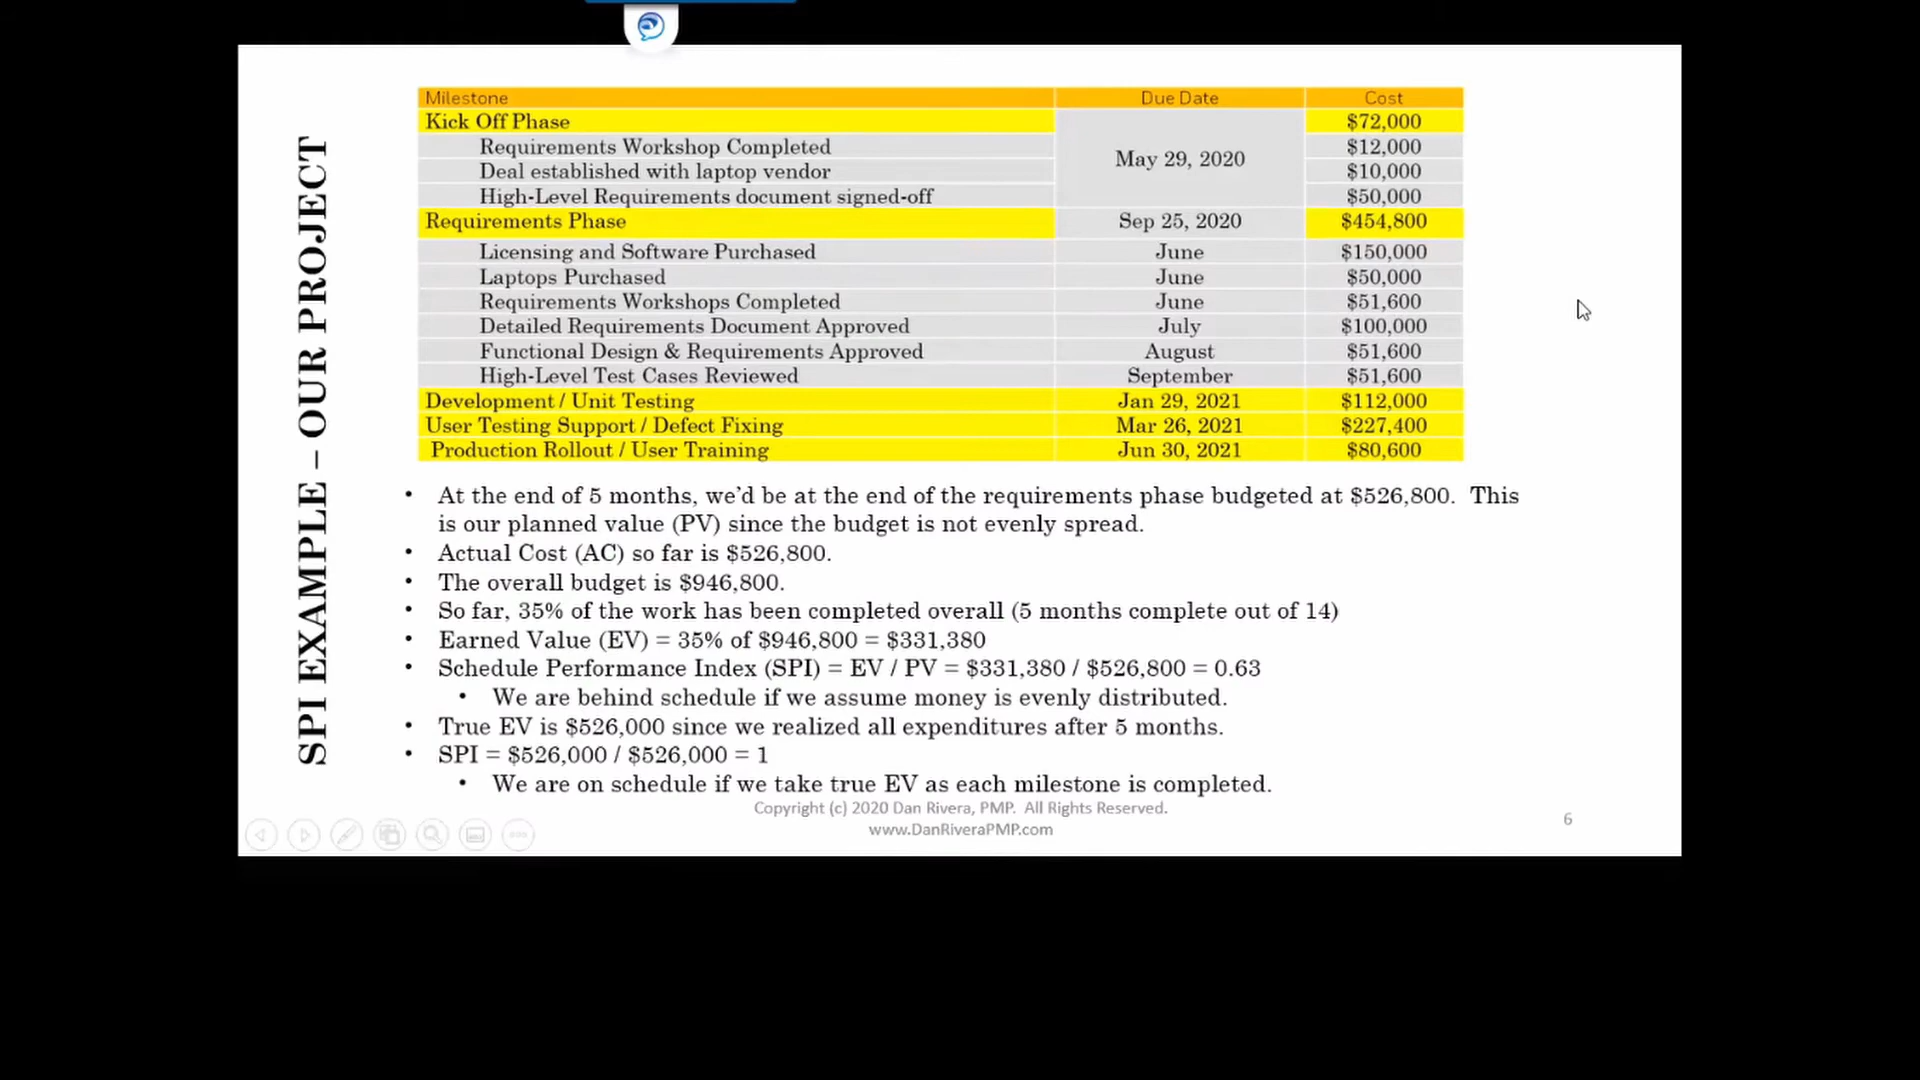 SPI EXAMPLE – OUR PROJECT
Milestone Due Date Cost
Kick Off Phase $72,000
Requirements Workshop Completed $12,000
May 29, 2020
Deal established with laptop vendor $10,000
High-Level Requirements document signed-off $50,000
Requirements Phase Sep 25, 2020 $454,800
Licensing and Software Purchased June $150,000
Laptops Purchased June $50,000
Requirements Workshops Completed June $51,600
Detailed Requirements Document Approved July $100,000
Functional Design & Requirements Approved August $51,600
High-Level Test Cases Reviewed September $51,600
Development / Unit Testing Jan 29, 2021 $112,000
User Testing Support / Defect Fixing Mar 26, 2021 $227,400
Production Rollout / User Training Jun 30, 2021 $80,600
• At the end of 5 months, we’d be at the end of the requirements phase budgeted at $526,800. This
is our planned value (PV) since the budget is not evenly spread.
• Actual Cost (AC) so far is $526,800.
• The overall budget is $946,800.
• So far, 35% of the work has been completed overall (5 months complete out of 14)
• Earned Value (EV) = 35% of $946,800 = $331,380
• Schedule Performance Index (SPI) = EV / PV = $331,380 / $526,800 = 0.63
• We are behind schedule if we assume money is evenly distributed.
• True EV is $526,000 since we realized all expenditures after 5 months.
• SPI = $526,000 / $526,000 = 1
• We are on schedule if we take true EV as each milestone is completed.
Copyright (c) 2020 Dan Rivera, PMP. All Rights Reserved.
www.DanRiveraPMP.com
6